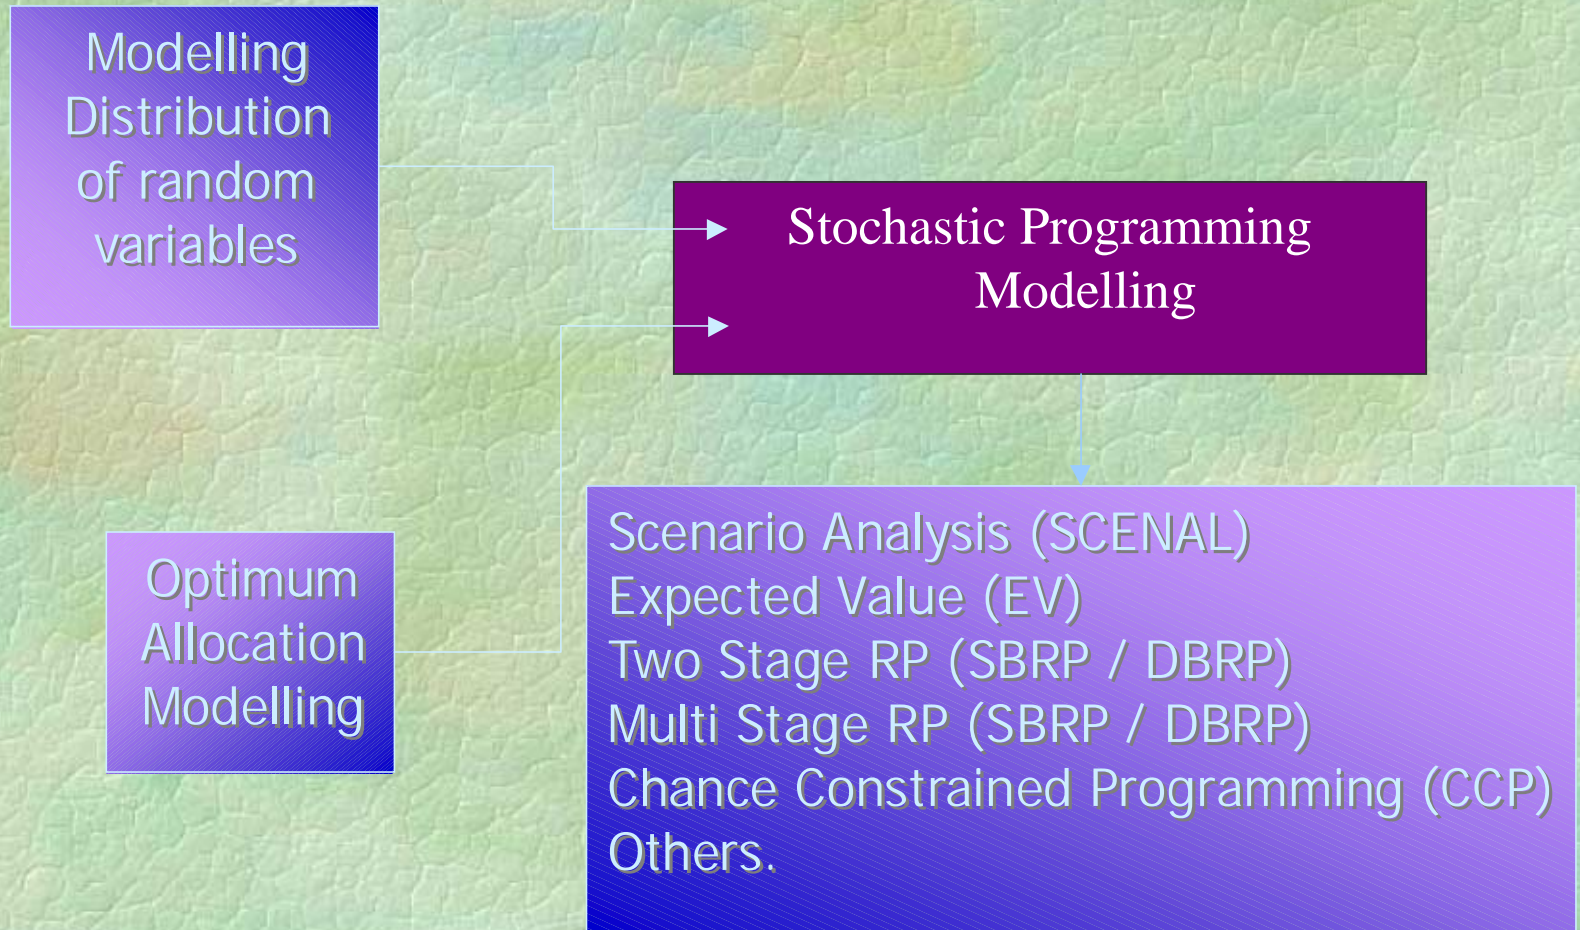 Modelling
Distribution
of random
variables
Stochastic Programming
Modelling
Optimum
Allocation
Modelling
Scenario Analysis (SCENAL)
Expected Value (EV)
Two Stage RP (SBRP / DBRP)
Multi Stage RP (SBRP / DBRP)
Chance Constrained Programming (CCP)
Others.